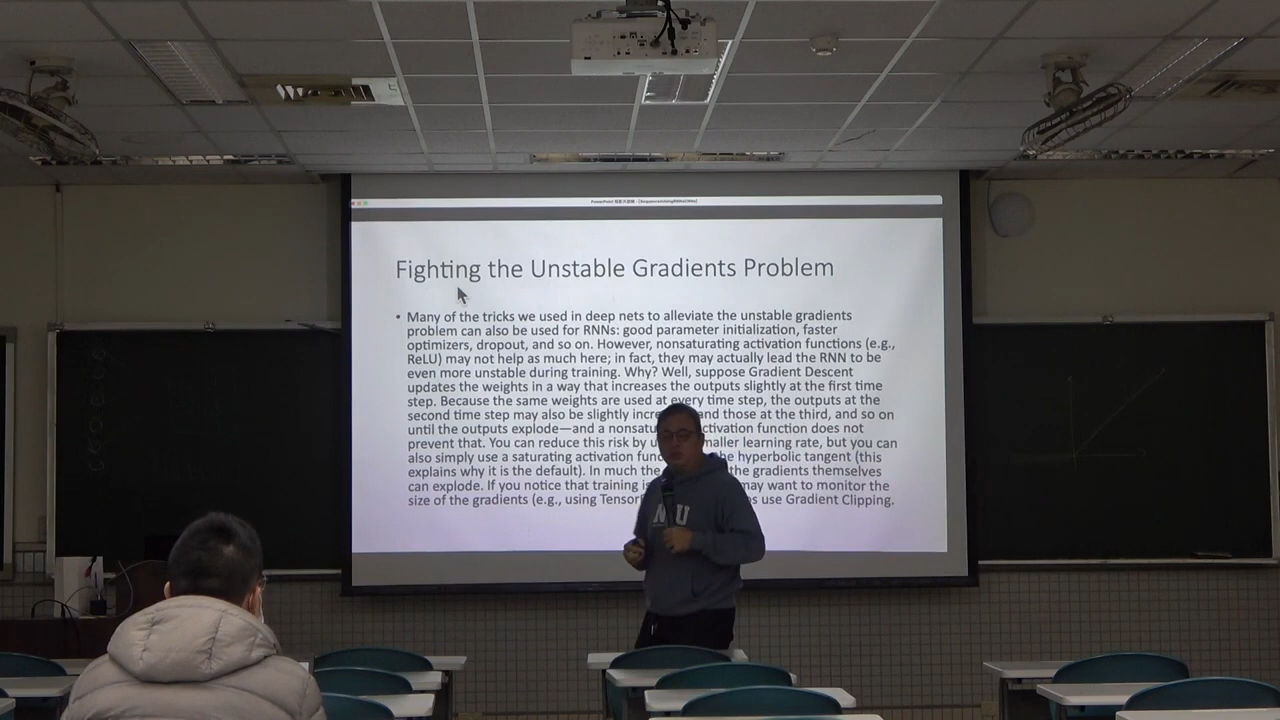 Fighting the Unstable Gradients Problem
• Many of the tricks we used in deep nets to alleviate the unstable gradients
problem can also be used for RNNs: good parameter initialization, faster
optimizers, dropout, and so on. However, nonsaturating activation functions (e.g.,
ReLU) may not help as much here; in fact, they may actually lead the RNN to be
even more unstable during training. Why? Well, suppose Gradient Descent
updates the weights in a way that increases the outputs slightly at the first time
step. Because the same weights are used at every time step, the outputs at the
second time step may also be slightly and those at the third, and so on
until the outputs explode—and a activation function does not
prevent that. You can reduce this risk by smaller learning rate, but you can
also simply use a saturating activation hyperbolic tangent (this
explains why it is the default). In much the the gradients themselves
can explode. If you notice that training may want to monitor the
size of the gradients (e.g., using use Gradient Clipping.